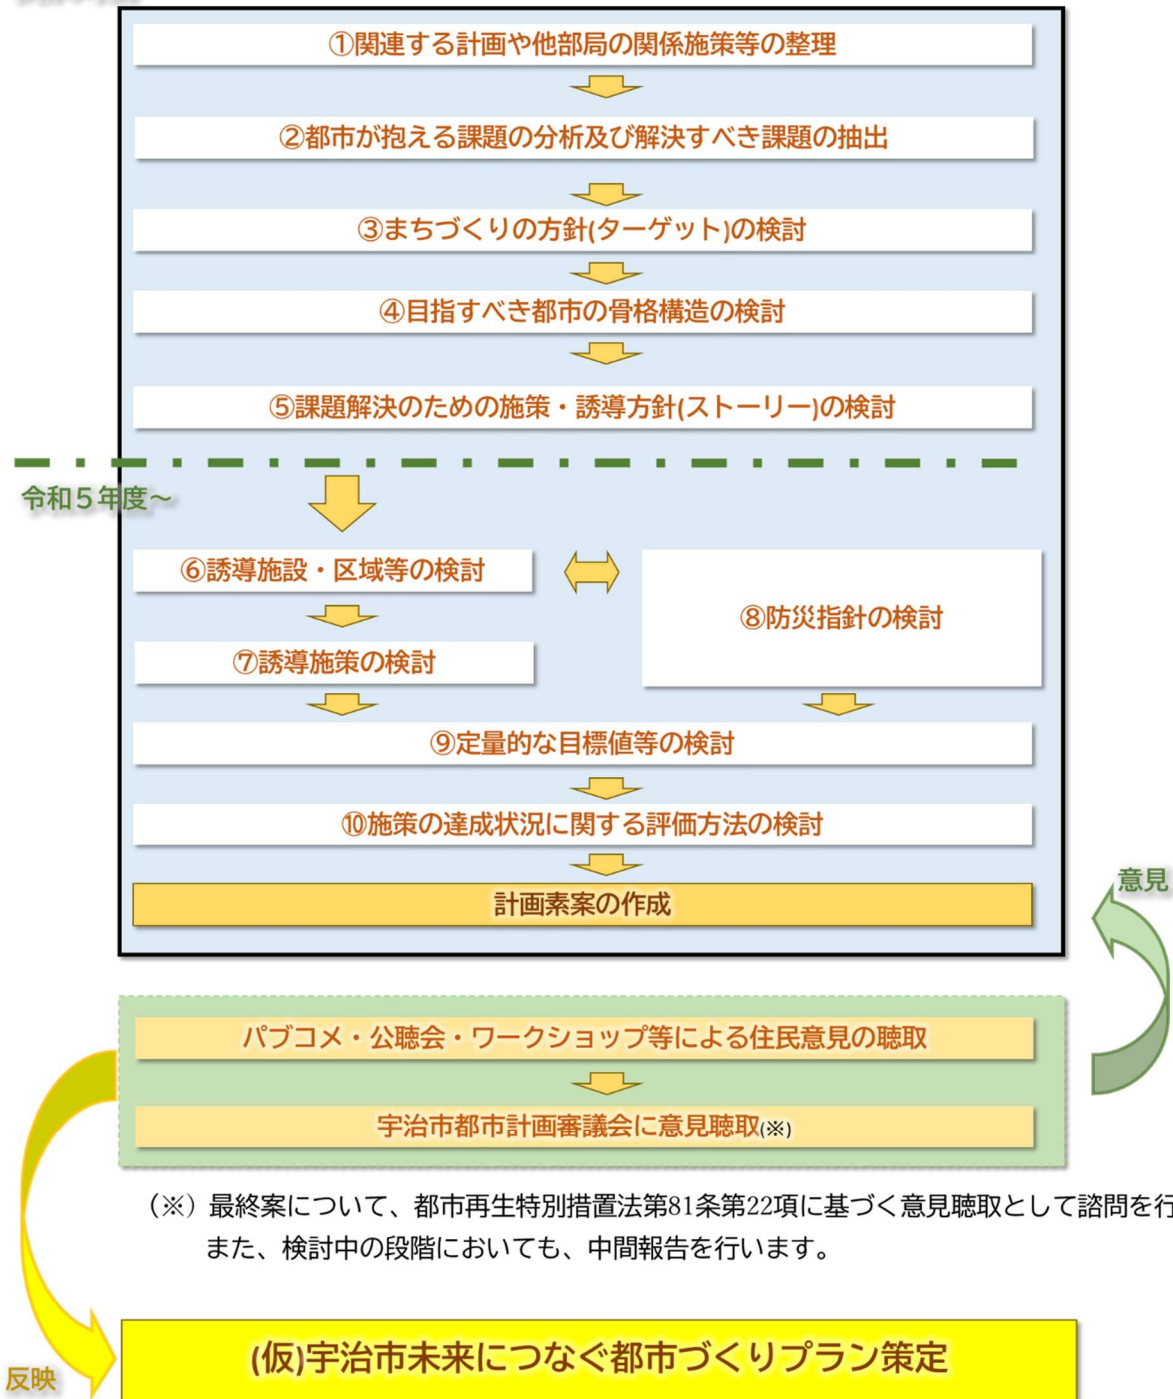 ①関連する計画や他部局の関係施策等の整理
②都市が抱える課題の分析及び解決すべき課題の抽出
③まちづくりの方針(ターゲット)の検討
④目指すべき都市の骨格構造の検討
⑤課題解決のための施策・誘導方針(ストーリー)の検討
令和5年度～
⑥誘導施設・区域等の検討
⑧防災指針の検討
⑦誘導施策の検討
⑨定量的な目標値等の検討
⑩施策の達成状況に関する評価方法の検討
計画素案の作成
意見
パブコメ・公聴会・ワークショップ等による住民意見の聴取
宇治市都市計画審議会に意見聴取(※)
(※) 最終案について、都市再生特別措置法第81条第22項に基づく意見聴取として諮問を行
また、検討中の段階においても、中間報告を行います。
(仮)宇治市未来につなぐ都市づくりプラン策定
反映